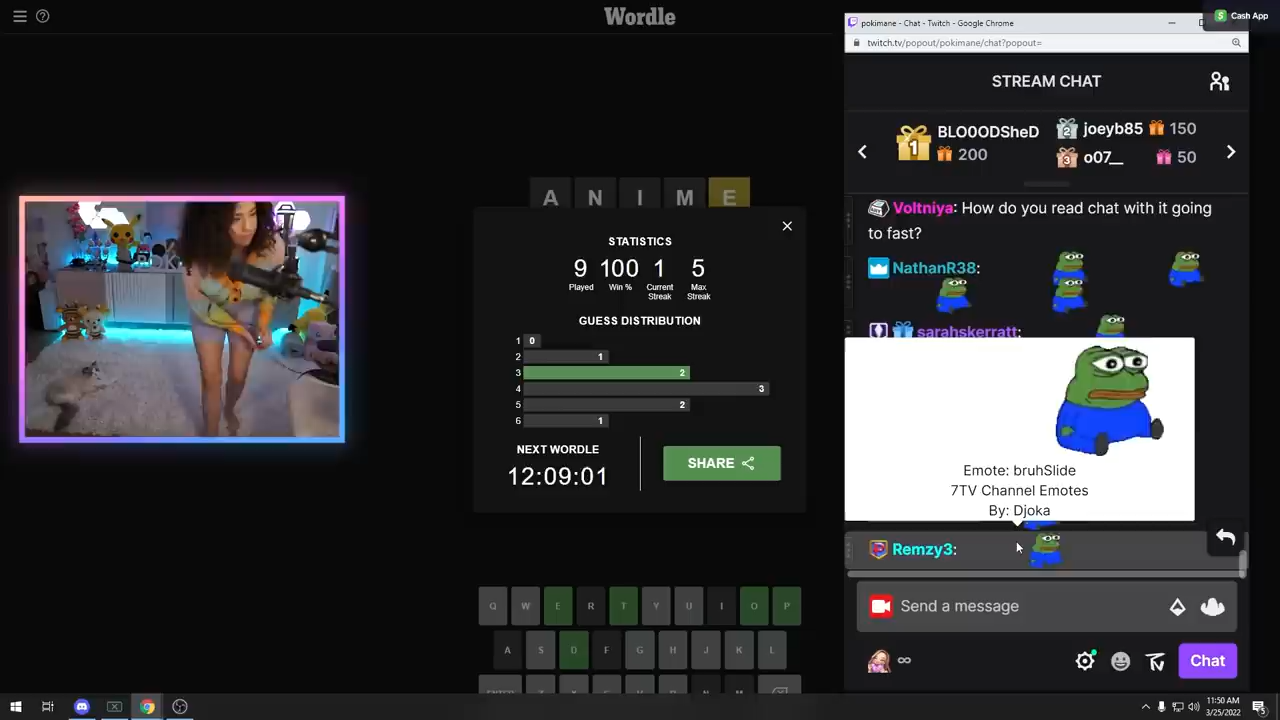 Wordle
A N I M E
STATISTICS
9 100 1 5
Played Win % Current Streak Max Streak
GUESS DISTRIBUTION
1 0
2 1
3 2
4 3
5 2
6 1
NEXT WORDLE
12:09:01
SHARE
Q W E R T Y U I O P
A S D F G H J K L
pokimane - Chat - Twitch - Google Chrome
Cash App
twitch.tv/popout/pokimane/chat?popout=
STREAM CHAT
1 BLO0ODSheD
200
2 joeyb85 150
3 o07__ 50
Voltniya: How do you read chat with it going
to fast?
NathanR38:
sarahskerratt:
Emote: bruhSlide
7TV Channel Emotes
By: Djoka
Remzy3:
Send a message
Chat
11:50 AM
3/25/2022